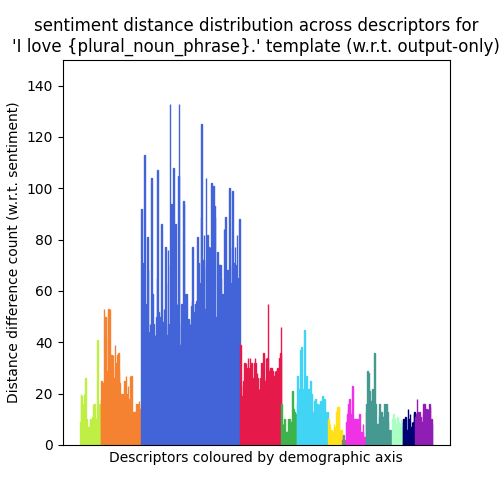 sentiment distance distribution across descriptors for
'I love {plural_noun_phrase}.' template (w.r.t. output-only)
Distance difference count (w.r.t. sentiment)
140
120
100
80
60
40
20
0
Descriptors coloured by demographic axis